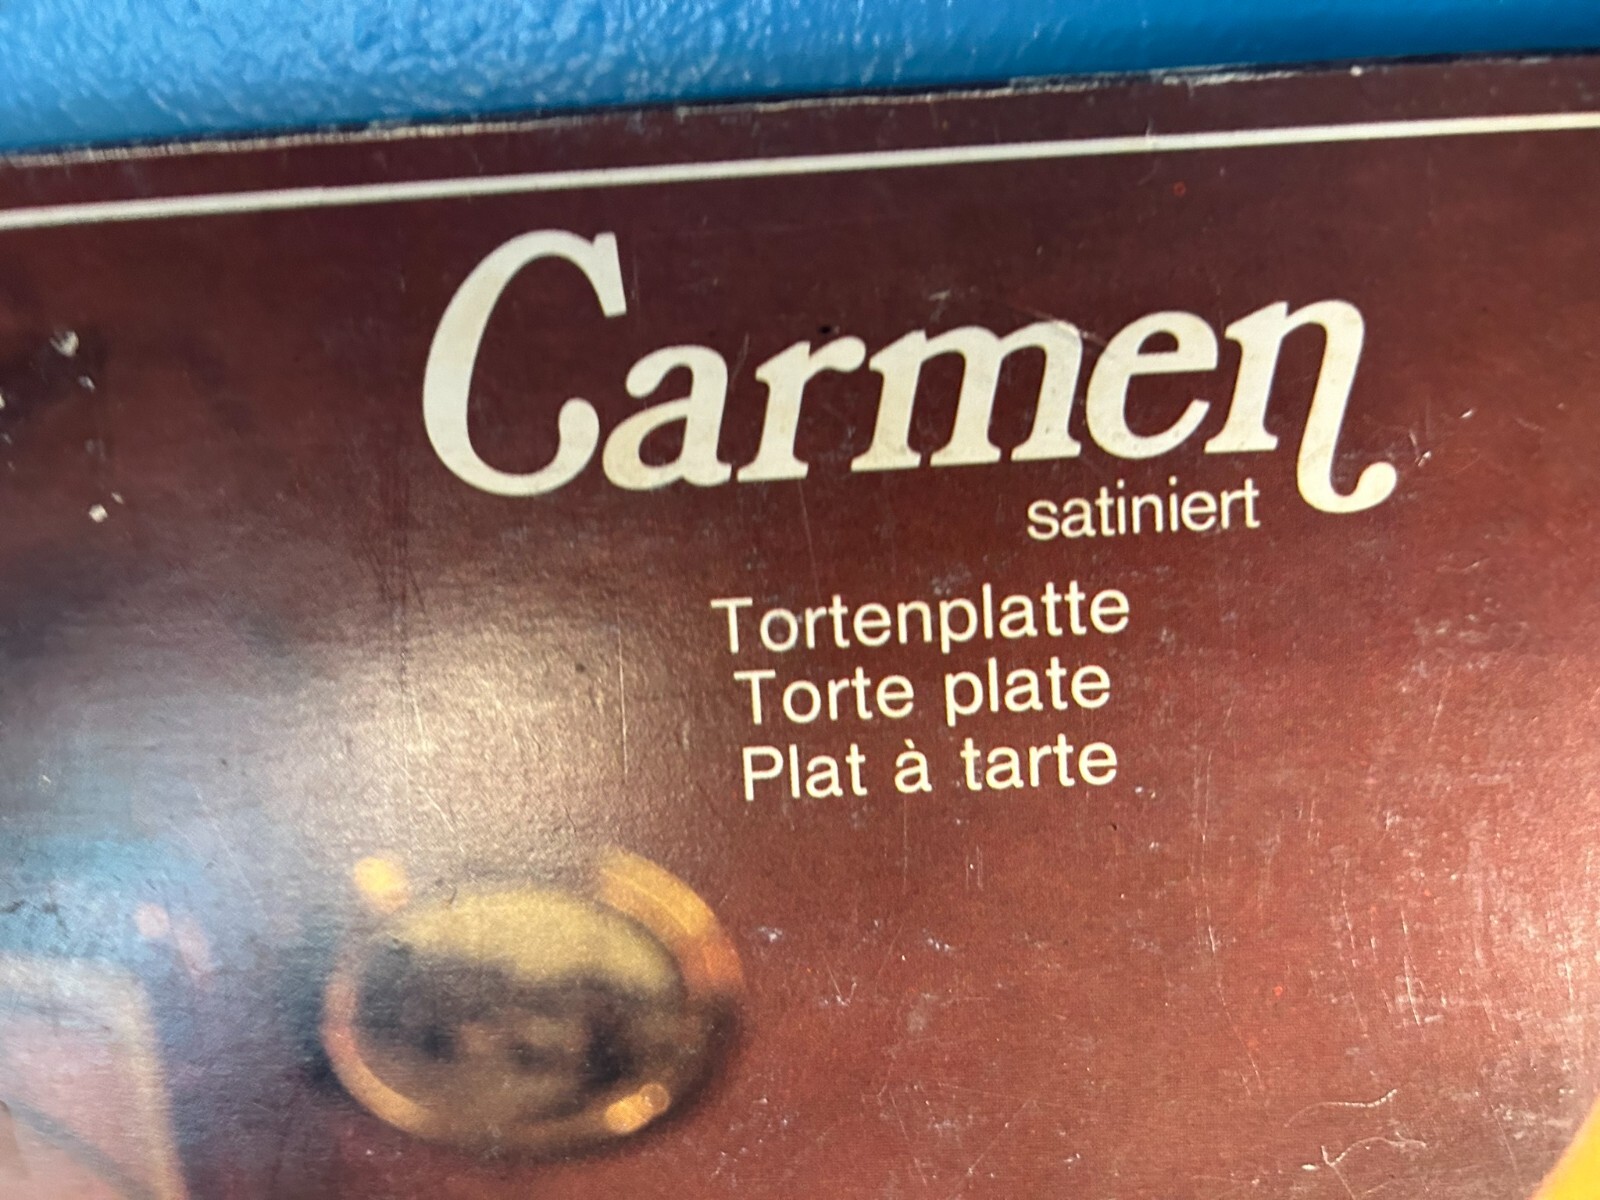 Carmen
satiniert
Tortenplatte
Torte plate
Plat à tarte